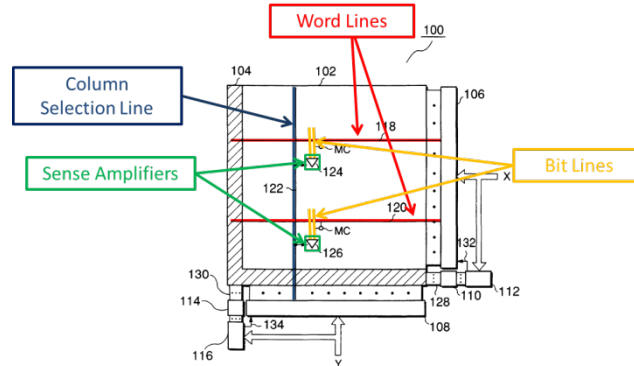 Word Lines
100
104
102
106
Column
Selection Line
118
MC
124
X
Sense Amplifiers
122
Bit Lines
120
MC
126
132
130
128
110
112
114
134
108
116
Y